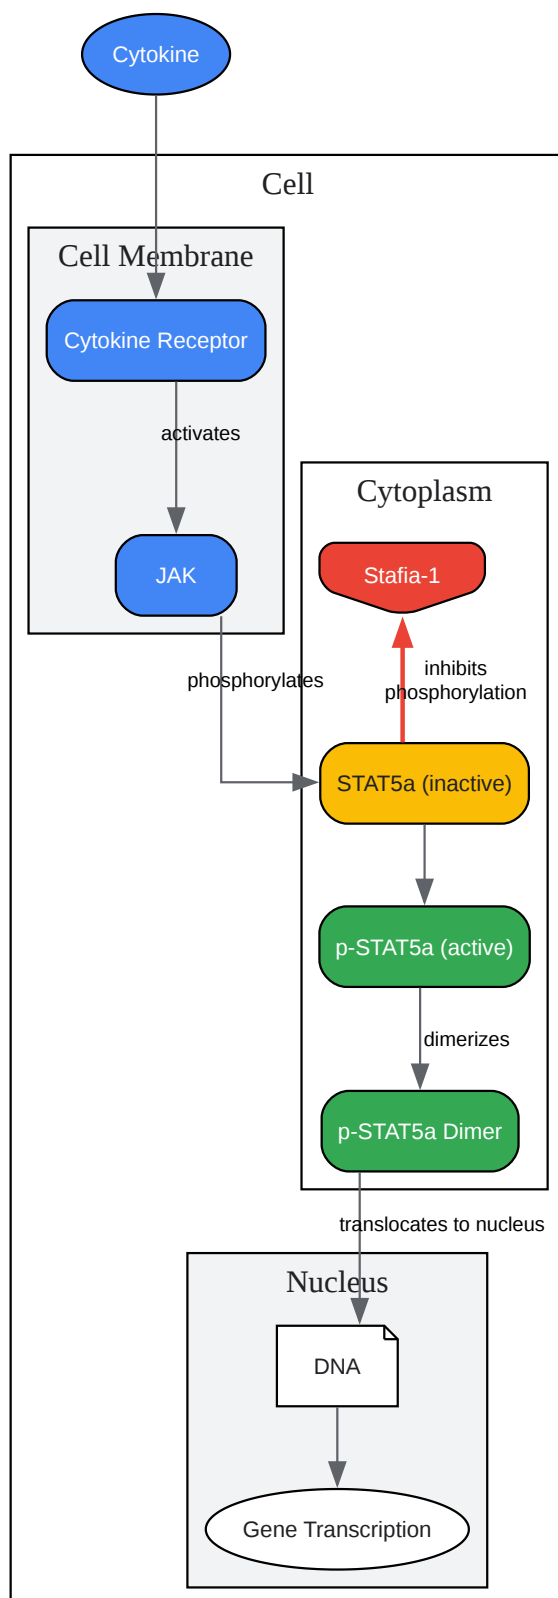 Cytokine
Cell
Cell Membrane
Cytokine Receptor
activates
Cytoplasm
JAK
Stafia-1
phosphorylates
inhibits
phosphorylation
STAT5a (inactive)
p-STAT5a (active)
dimerizes
p-STAT5a Dimer
translocates to nucleus
Nucleus
DNA
Gene Transcription